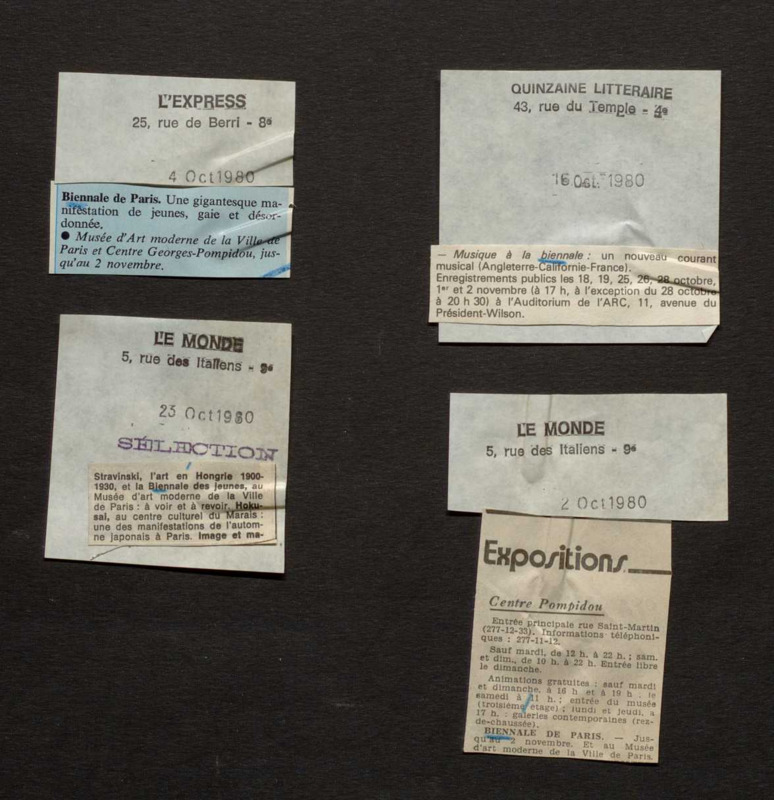 L'EXPRESS
25, rue de Berri - 8e
4 Oct 1980
Biennale de Paris. Une gigantesque ma-
nifestation de jeunes, gaie et désor-
donnée.
● Musée d'Art moderne de la Ville de
Paris et Centre Georges-Pompidou, jus-
qu'au 2 novembre.
QUINZAINE LITTERAIRE
43, rue du Temple - 4e
16 Oct. 1980
— Musique à la biennale : un nouveau courant
musical (Angleterre-Californie-France).
Enregistrements publics les 18, 19, 25, 26, 28 octobre,
1er et 2 novembre (à 17 h, à l'exception du 28 octobre
à 20 h 30) à l'Auditorium de l'ARC, 11, avenue du
Président-Wilson.
LE MONDE
5, rue des Italiens - 9e
23 Oct 1980
SÉLECTION
Stravinski, l'art en Hongrie 1900-
1930, et la Biennale des jeunes, au
Musée d'art moderne de la Ville
de Paris : à voir et à revoir. Hoku-
sai, au centre culturel du Marais :
une des manifestations de l'autom-
ne japonais à Paris. Image et ma-
LE MONDE
5, rue des Italiens - 9e
2 Oct 1980
Expositions
Centre Pompidou
Entrée principale rue Saint-Martin
(277-12-33). Informations téléphoni-
ques : 277-11-12.
Sauf mardi, de 12 h. à 22 h. ; sam.
et dim., de 10 h. à 22 h. Entrée libre
le dimanche.
Animations gratuites : sauf mardi
et dimanche, à 16 h et à 19 h. ; le
samedi à 11 h. ; entrée du musée
(troisième étage) ; lundi et jeudi, à
17 h. : galeries contemporaines (rez-
de-chaussée).
BIENNALE DE PARIS. — Jus-
qu'au 2 novembre. Et au Musée
d'art moderne de la Ville de Paris.